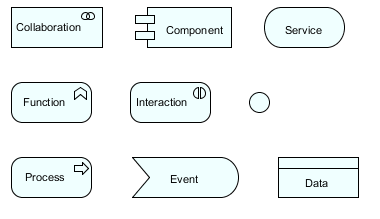 Collaboration
Component
Service
Function
Interaction
Process
Event
Data